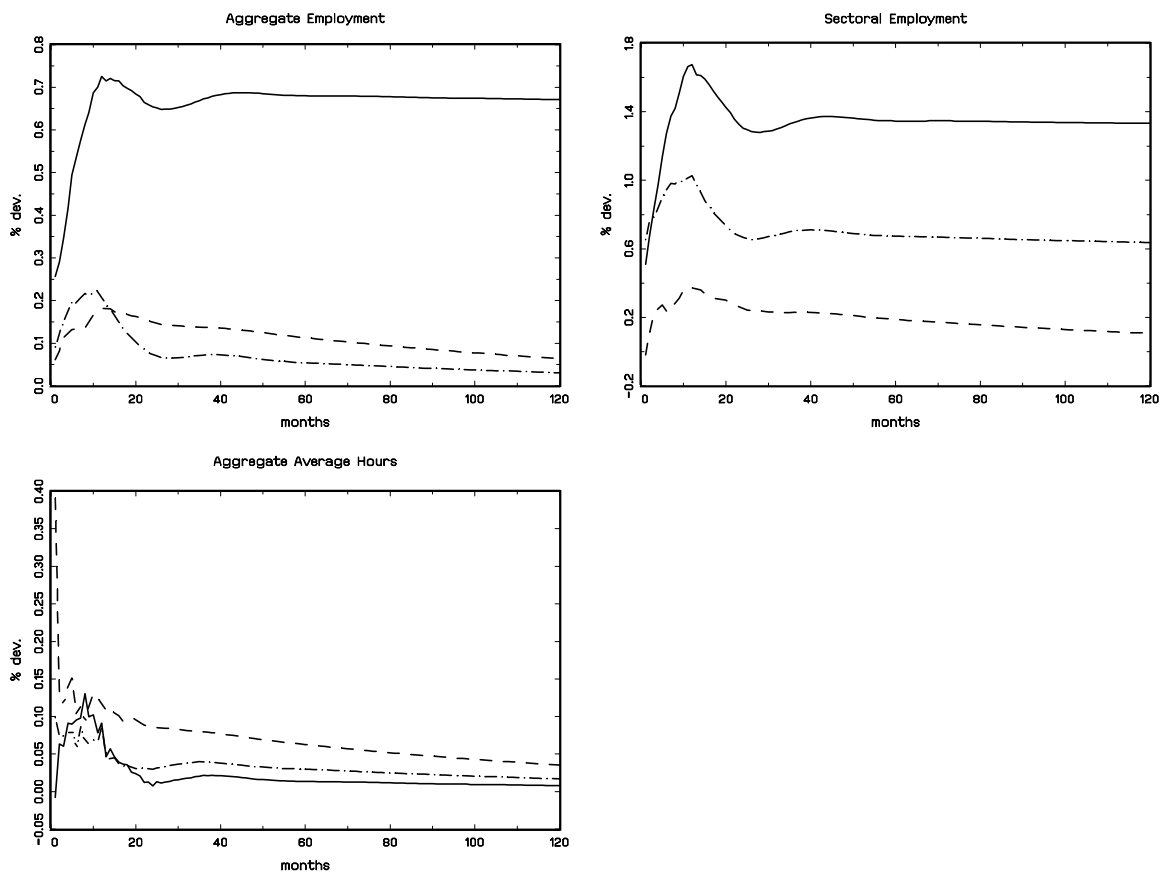 Aggregate Employment
% dev.
0.8
0.7
0.6
0.5
0.4
0.3
0.2
0.1
0.0
0 20 40 60 80 100 120
months
Sectoral Employment
% dev.
1.8
1.4
1.0
0.6
0.2
-0.2
0 20 40 60 80 100 120
months
Aggregate Average Hours
% dev.
0.40
0.35
0.30
0.25
0.20
0.15
0.10
0.05
0.00
-0.05
0 20 40 60 80 100 120
months